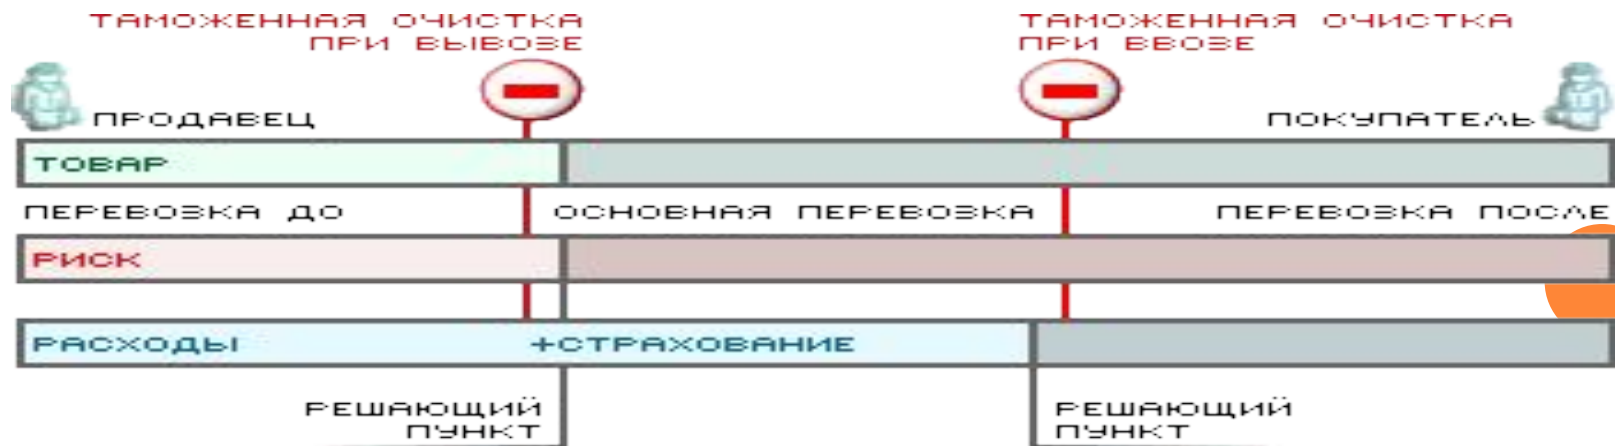 ТАМОЖЕННАЯ ОЧИСТКА
ПРИ ВЫВОЗЕ
ТАМОЖЕННАЯ ОЧИСТКА
ПРИ ВВОЗЕ
ПРОДАВЕЦ
ПОКУПАТЕЛЬ
ТОВАР
ПЕРЕВОЗКА ДО
ОСНОВНАЯ ПЕРЕВОЗКА
ПЕРЕВОЗКА ПОСЛЕ
РИСК
РАСХОДЫ
+СТРАХОВАНИЕ
РЕШАЮЩИЙ
ПУНКТ
РЕШАЮЩИЙ
ПУНКТ